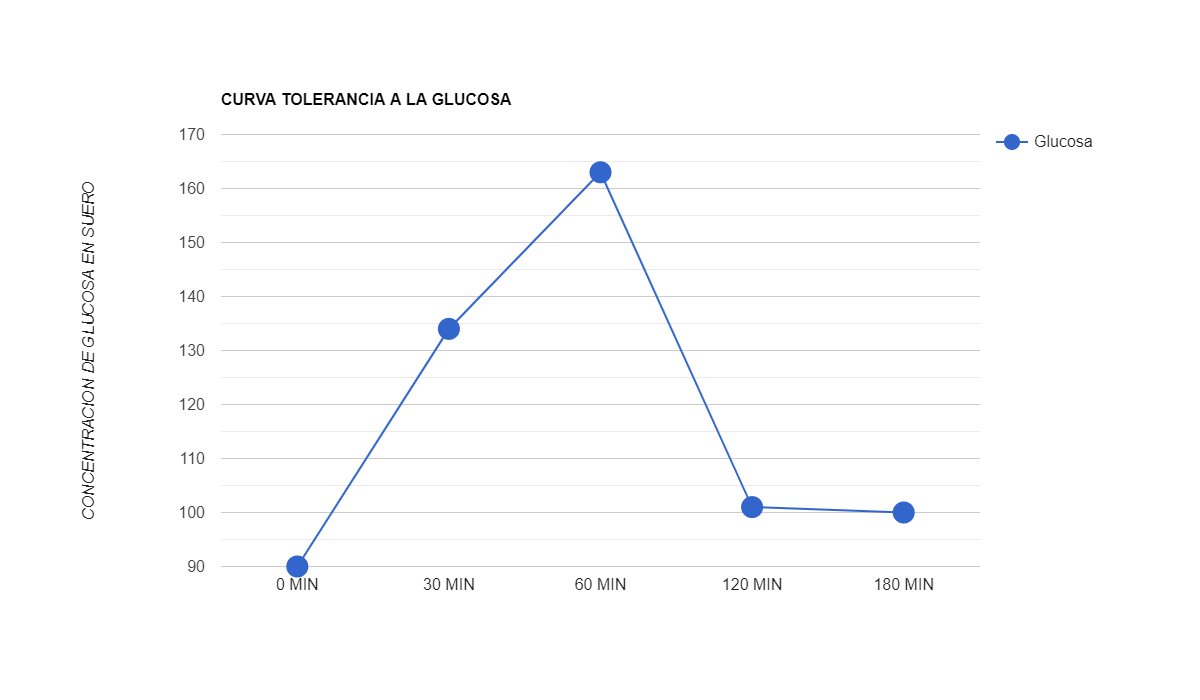 CURVA TOLERANCIA A LA GLUCOSA
Glucosa
CONCENTRACION DE GLUCOSA EN SUERO
170
160
150
140
130
120
110
100
90
0 MIN 30 MIN 60 MIN 120 MIN 180 MIN